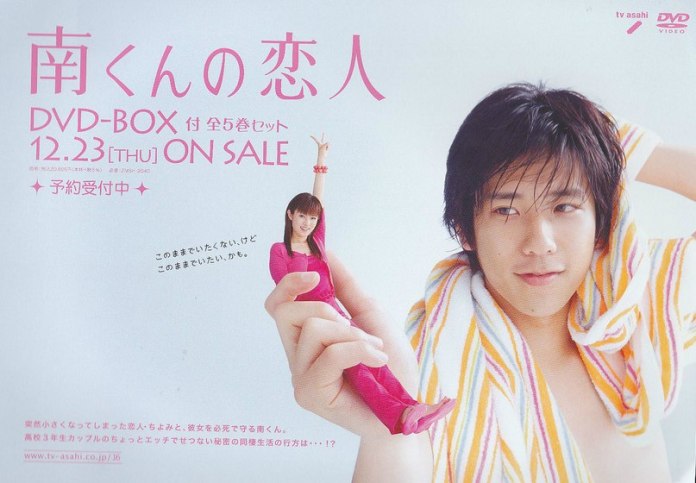 tv asahi
DVD
VIDEO
南くんの恋人
DVD-BOX 付 全5巻セット
12.23[THU] ON SALE
予約受付中
このままでいたくない、けど
このままでいたい、かも。
突然小さくなってしまった恋人・ちよみと、彼女を必死で守る南くん。
高校3年生カップルのちょっとエッチでせつない秘密の同棲生活の行方は・・・!?
www.tv-asahi.co.jp/36